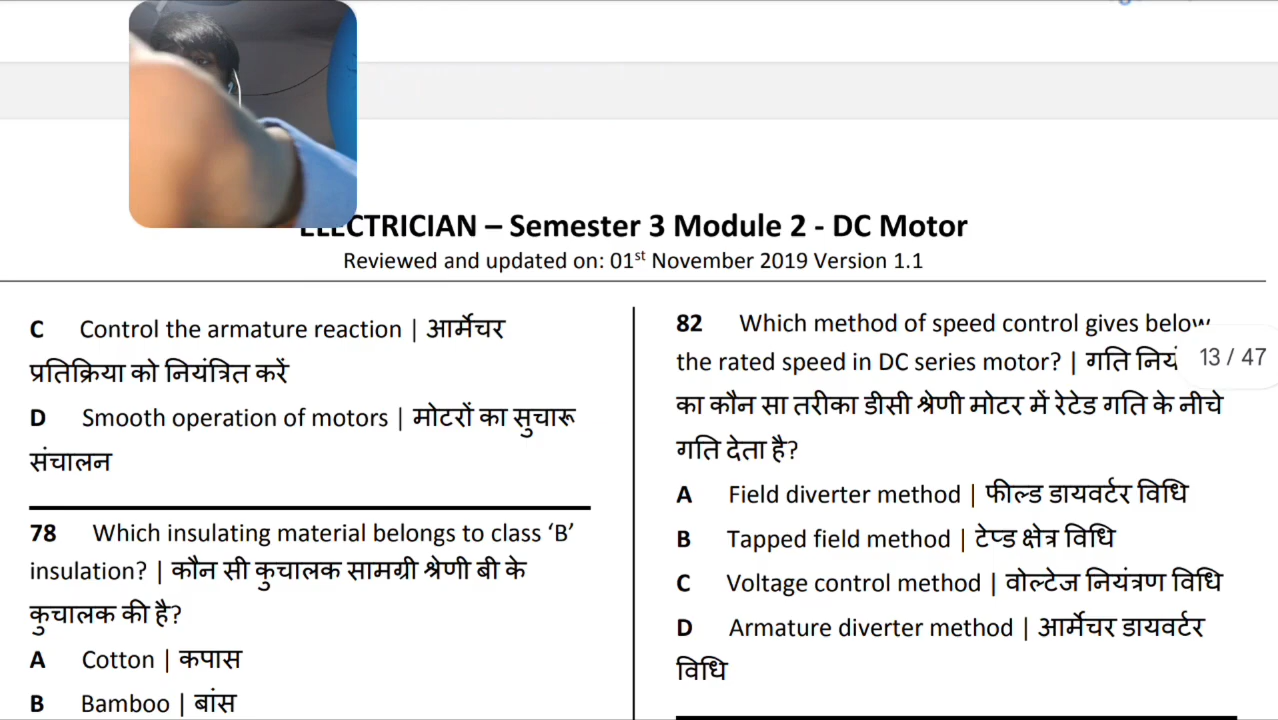 ELECTRICIAN – Semester 3 Module 2 - DC Motor
Reviewed and updated on: 01st November 2019 Version 1.1
C Control the armature reaction | आर्मेचर
प्रतिक्रिया को नियंत्रित करें
D Smooth operation of motors | मोटरों का सुचारू
संचालन
78 Which insulating material belongs to class ‘B’
insulation? | कौन सी कुचालक सामग्री श्रेणी बी के
कुचालक की है?
A Cotton | कपास
B Bamboo | बांस
82 Which method of speed control gives below
the rated speed in DC series motor? | गति नियं
13 / 47
का कौन सा तरीका डीसी श्रेणी मोटर में रेटेड गति के नीचे
गति देता है?
A Field diverter method | फील्ड डायवर्टर विधि
B Tapped field method | टेप्ड क्षेत्र विधि
C Voltage control method | वोल्टेज नियंत्रण विधि
D Armature diverter method | आर्मेचर डायवर्टर
विधि